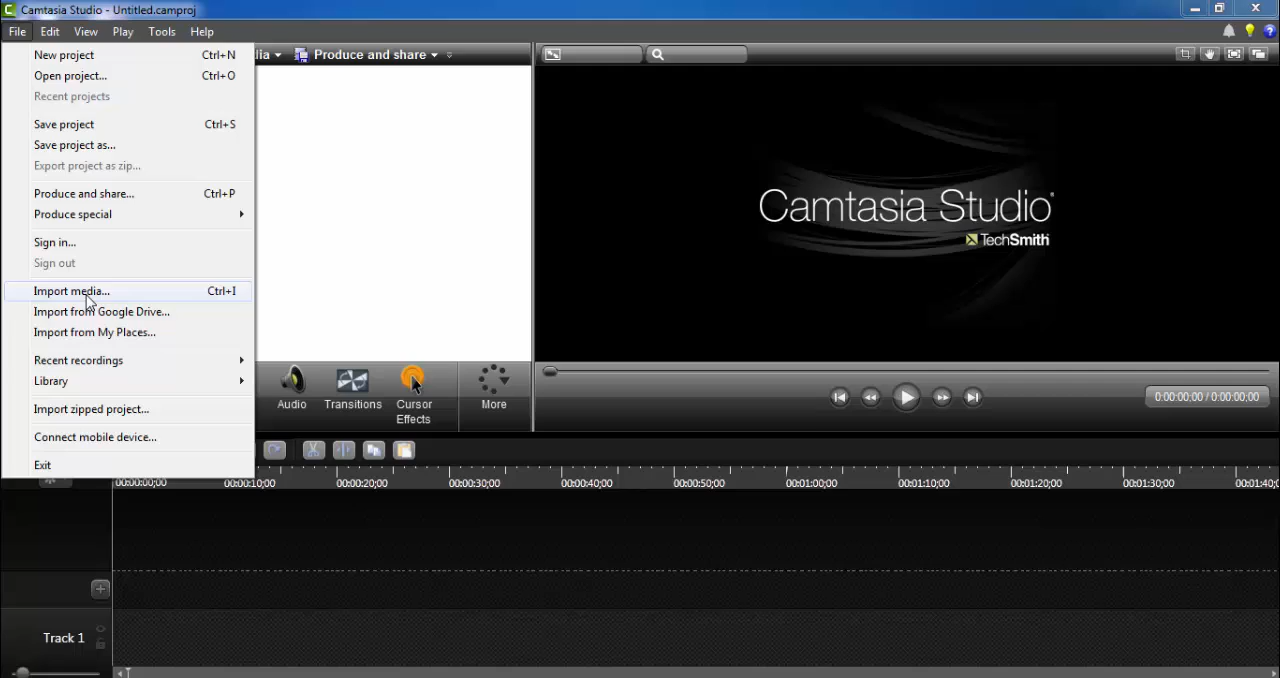 Camtasia Studio - Untitled.camproj
File Edit View Play Tools Help
New project Ctrl+N
Open project... Ctrl+O
Recent projects
Save project Ctrl+S
Save project as...
Export project as zip...
Produce and share... Ctrl+P
Produce special
Sign in...
Sign out
Import media... Ctrl+I
Import from Google Drive...
Import from My Places...
Recent recordings
Library
Import zipped project...
Connect mobile device...
Exit
Produce and share
Camtasia Studio®
TechSmith
Audio Transitions Cursor Effects More
0:00:00;00 / 0:00:00;00
00:00:00;00 00:00:10;00 00:00:20;00 00:00:30;00 00:00:40;00 00:00:50;00 00:01:00;00 00:01:10;00 00:01:20;00 00:01:30;00 00:01:40;
Track 1